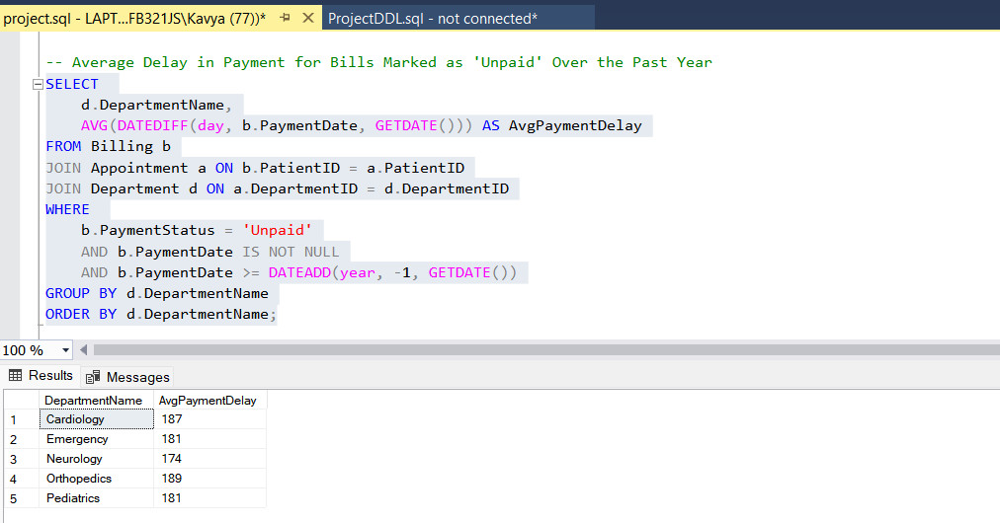 project.sql - LAPT...FB321JS\Kavya (77))* ProjectDDL.sql - not connected*
-- Average Delay in Payment for Bills Marked as 'Unpaid' Over the Past Year
SELECT
d.DepartmentName,
AVG(DATEDIFF(day, b.PaymentDate, GETDATE())) AS AvgPaymentDelay
FROM Billing b
JOIN Appointment a ON b.PatientID = a.PatientID
JOIN Department d ON a.DepartmentID = d.DepartmentID
WHERE
b.PaymentStatus = 'Unpaid'
AND b.PaymentDate IS NOT NULL
AND b.PaymentDate >= DATEADD(year, -1, GETDATE())
GROUP BY d.DepartmentName
ORDER BY d.DepartmentName;
100 %
Results Messages
DepartmentName AvgPaymentDelay
1 Cardiology 187
2 Emergency 181
3 Neurology 174
4 Orthopedics 189
5 Pediatrics 181